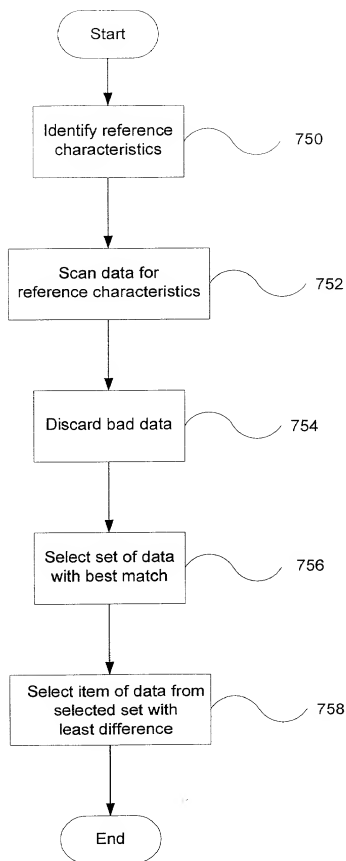 Start
Identify reference
characteristics
750
Scan data for
reference characteristics
752
Discard bad data
754
Select set of data
with best match
756
Select item of data from
selected set with
least difference
758
End